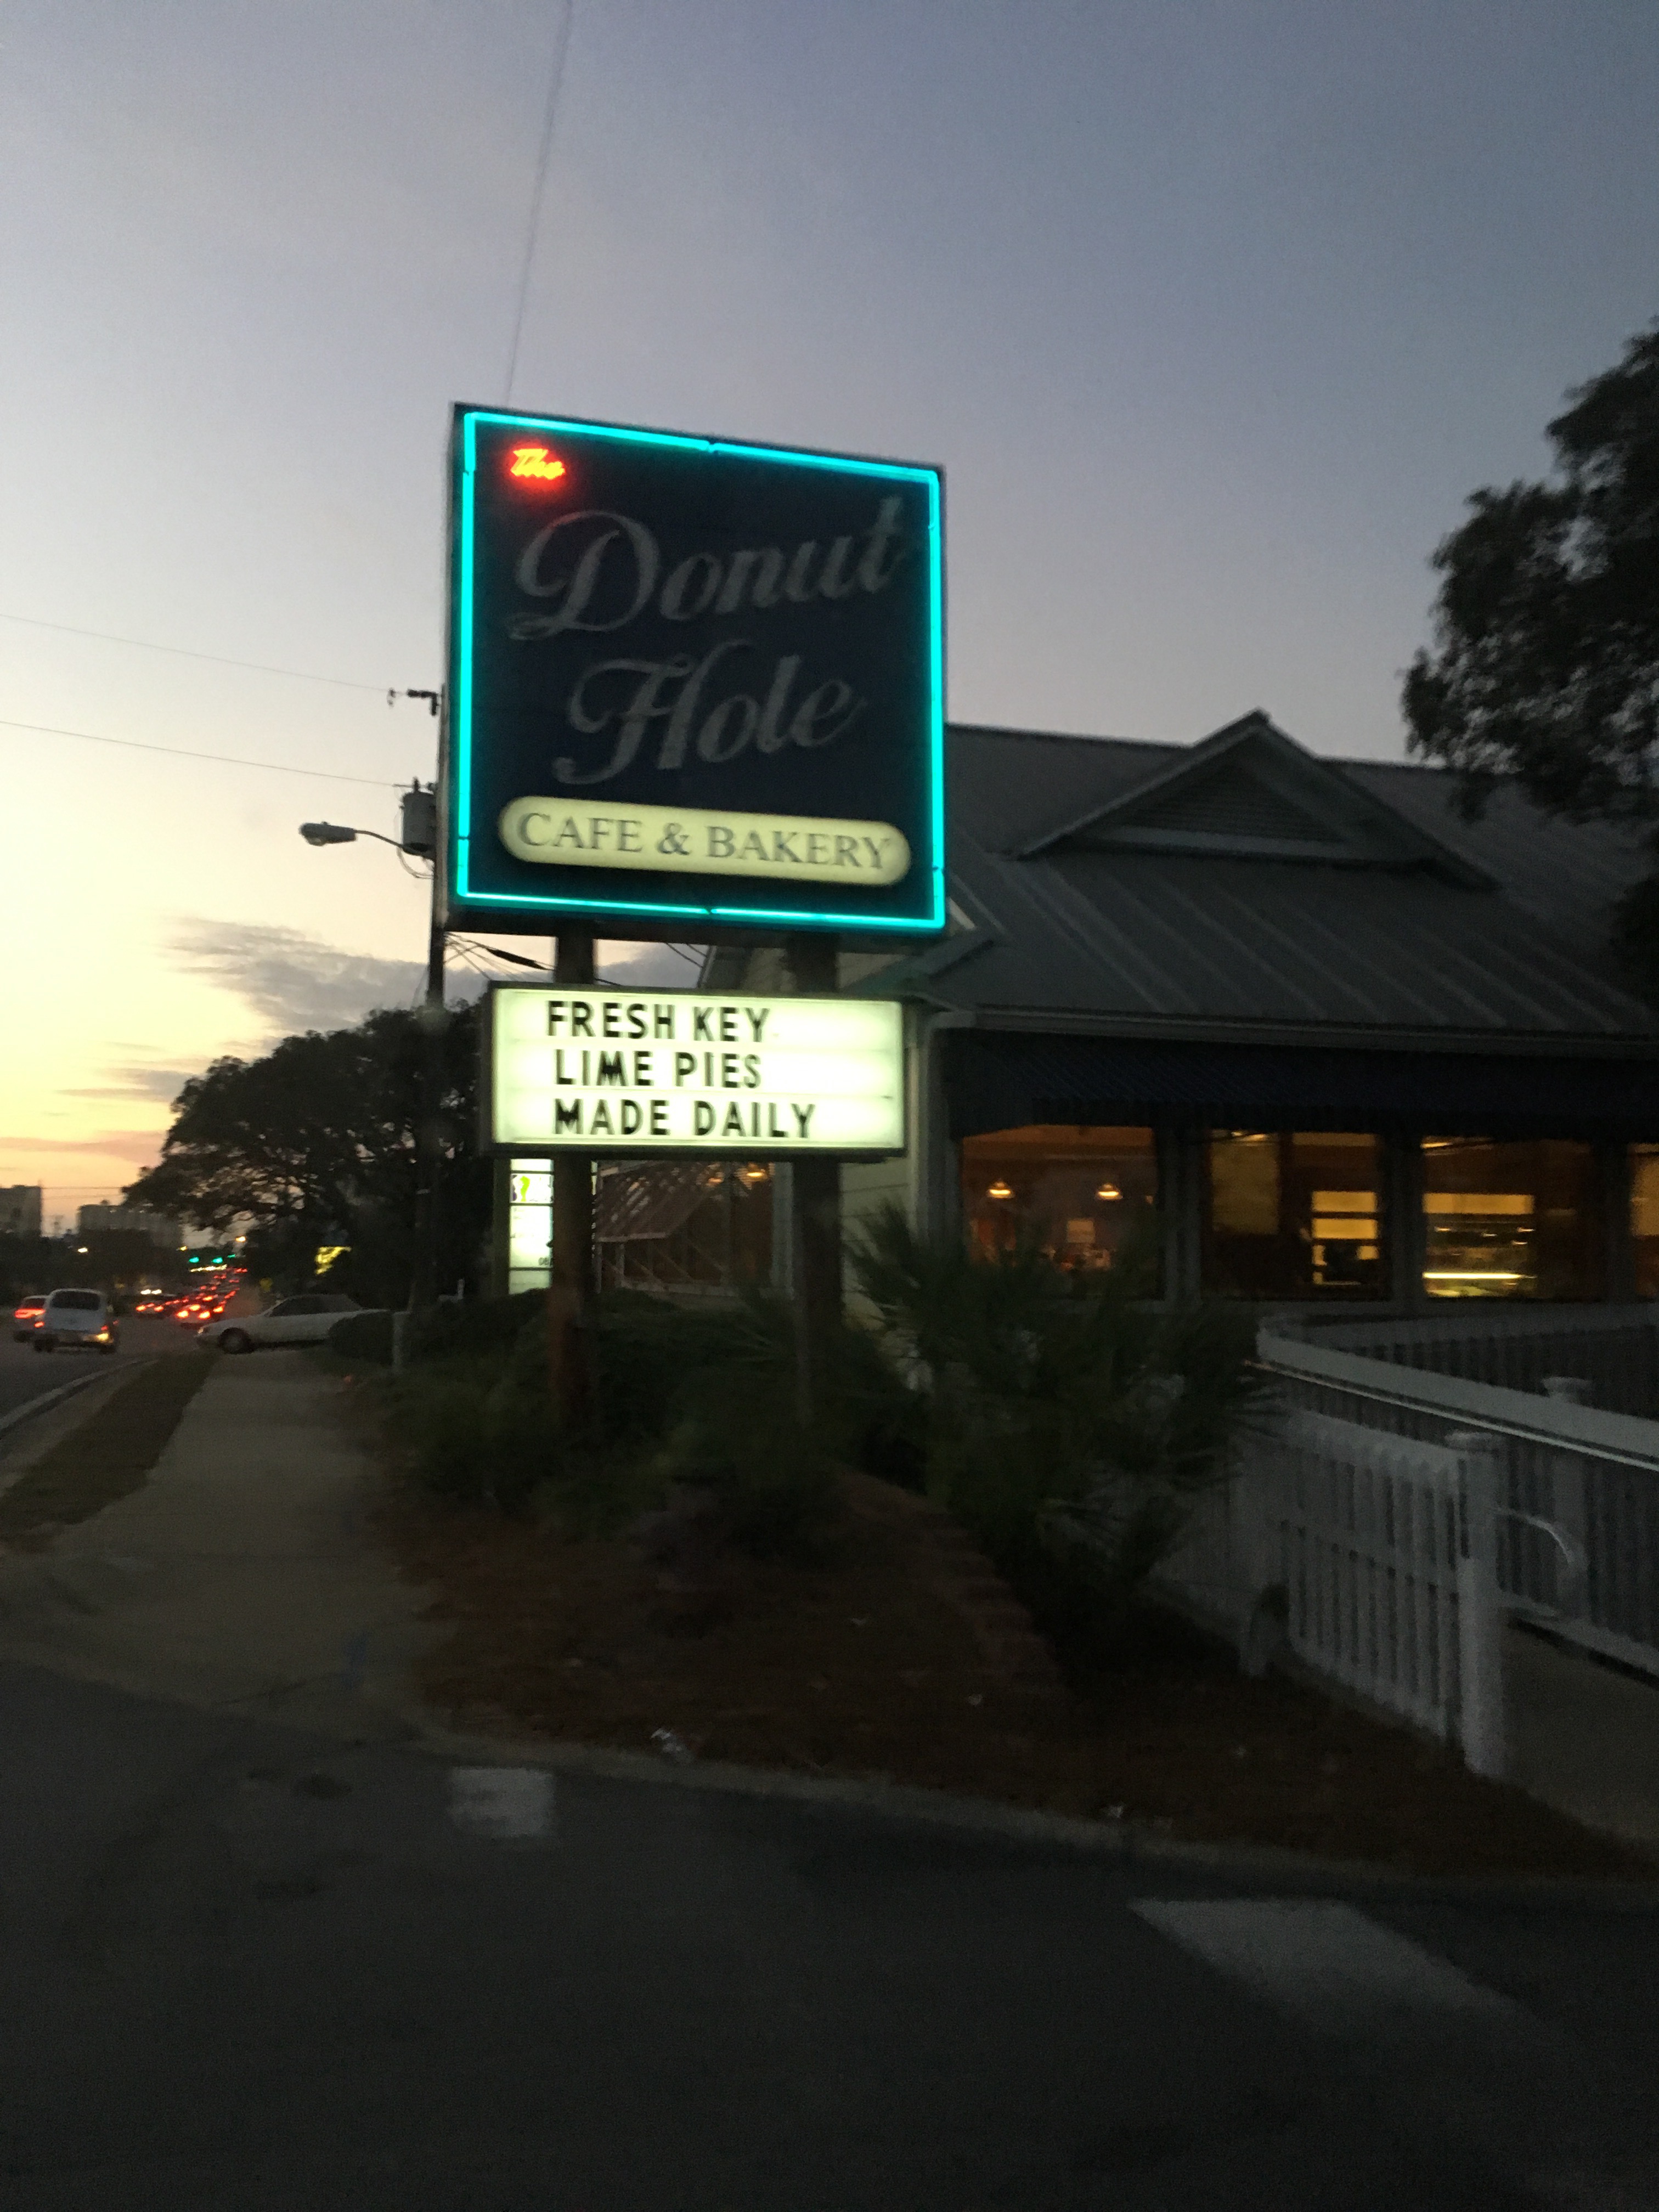 The
Donut
Hole
CAFE & BAKERY
FRESH KEY
LIME PIES
MADE DAILY